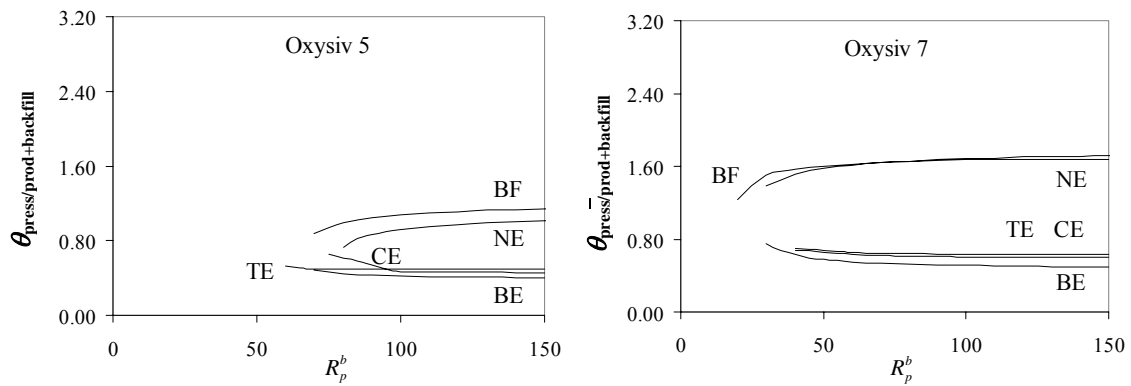 Oxysiv 5
θpress/prod+backfill
3.20
2.40
1.60
0.80
0.00
BF
NE
CE
TE
BE
0 50 100 150
R_p^b
Oxysiv 7
θ̄press/prod+backfill
3.20
2.40
1.60
0.80
0.00
BF
NE
TE CE
BE
0 50 100 150
R_p^b